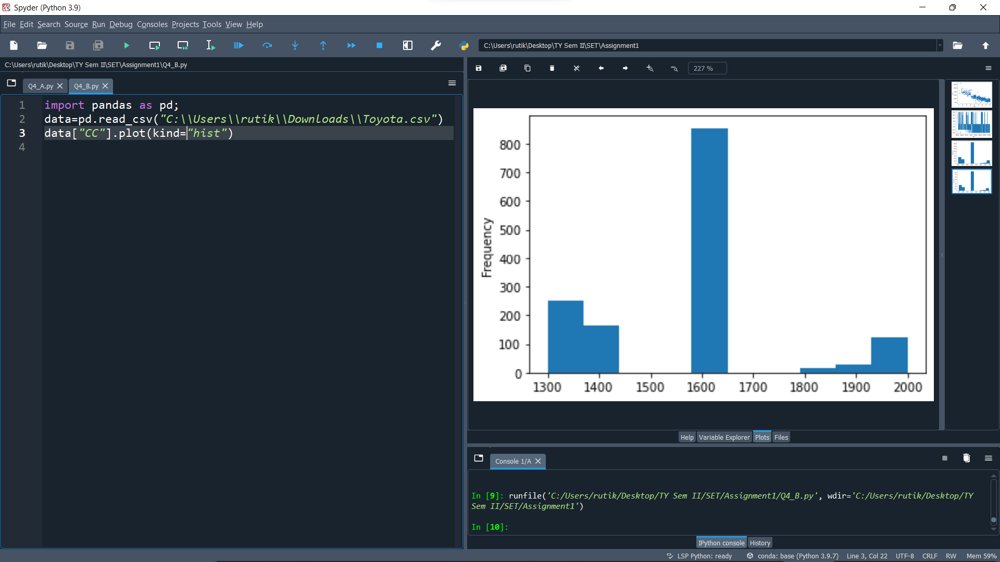 Spyder (Python 3.9)
File Edit Search Source Run Debug Consoles Projects Tools View Help
C:\Users\rutik\Desktop\TY Sem II\SET\Assignment1
C:\Users\rutik\Desktop\TY Sem II\SET\Assignment1\Q4_B.py
227 %
Q4_A.py Q4_B.py
1 import pandas as pd;
2 data=pd.read_csv("C:\\Users\\rutik\\Downloads\\Toyota.csv")
3 data["CC"].plot(kind="hist")
4
800
700
600
500
400
300
200
100
0
Frequency
1300 1400 1500 1600 1700 1800 1900 2000
Help Variable Explorer Plots Files
Console 1/A
In [9]: runfile('C:/Users/rutik/Desktop/TY Sem II/SET/Assignment1/Q4_B.py', wdir='C:/Users/rutik/Desktop/TY
Sem II/SET/Assignment1')
In [10]:
IPython console History
LSP Python: ready conda: base (Python 3.9.7) Line 3, Col 22 UTF-8 CRLF RW Mem 59%